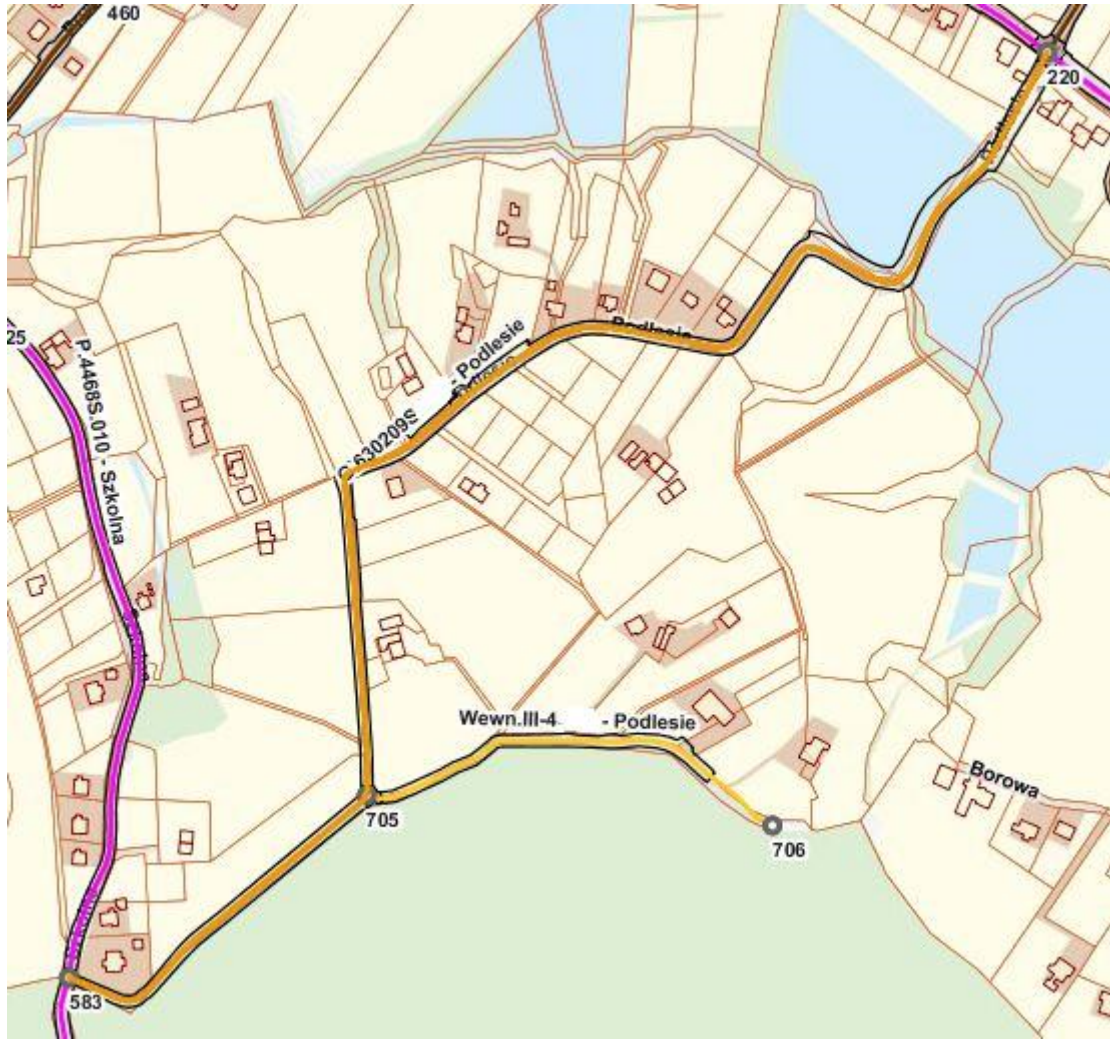 460
220
25
Podlesie
- Podlesie
630209S
P.4468S.010 - Szkolna
Wewn.III-4 - Podlesie
Borowa
705
706
583